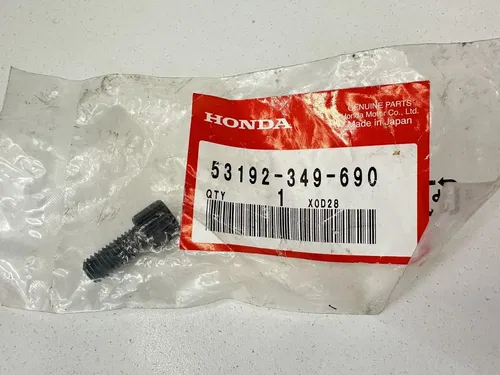 HONDA
GENUINE PARTS
Honda Motor Co., Ltd.
Made in Japan
53192-349-690
QTY 1 X0D28